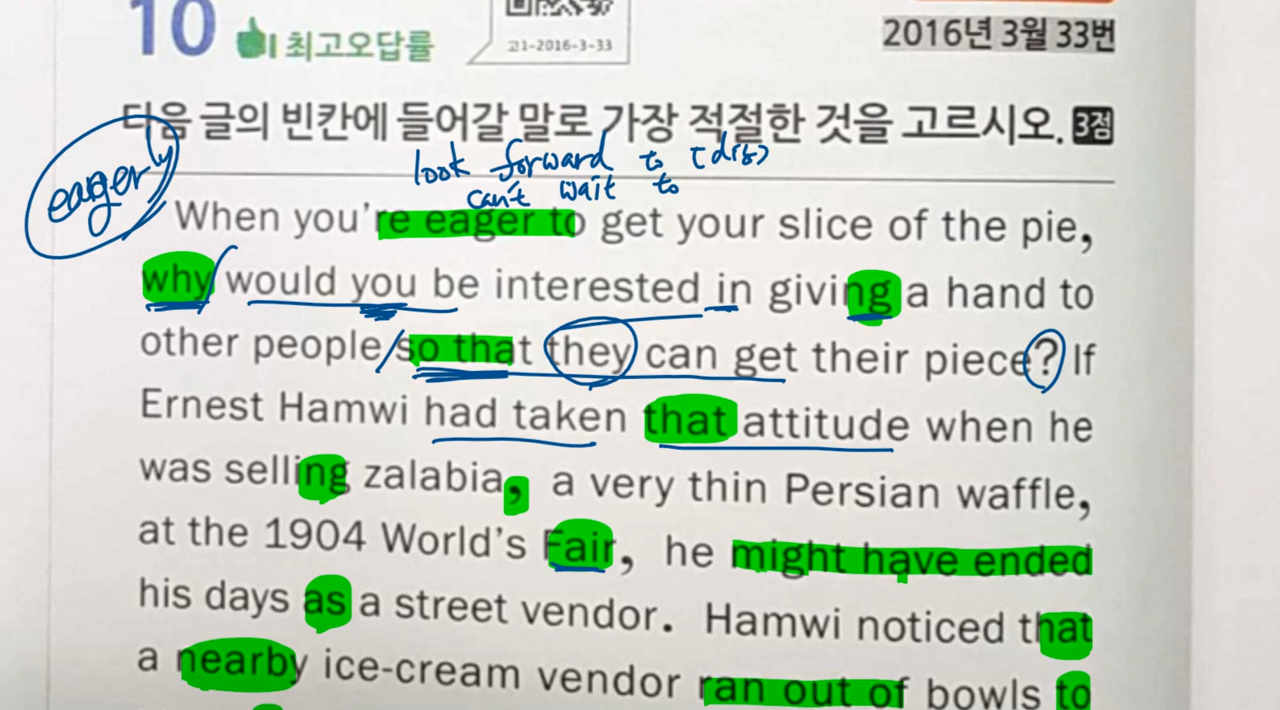 10 최고오답률
고1-2016-3-33
2016년 3월 33번
다음 글의 빈칸에 들어갈 말로 가장 적절한 것을 고르시오. 3점
look forward to
can't wait to
eagerly
When you're eager to get your slice of the pie,
why would you be interested in giving a hand to
other people so that they can get their piece? If
Ernest Hamwi had taken that attitude when he
was selling zalabia, a very thin Persian waffle,
at the 1904 World's Fair, he might have ended
his days as a street vendor. Hamwi noticed that
a nearby ice-cream vendor ran out of bowls to